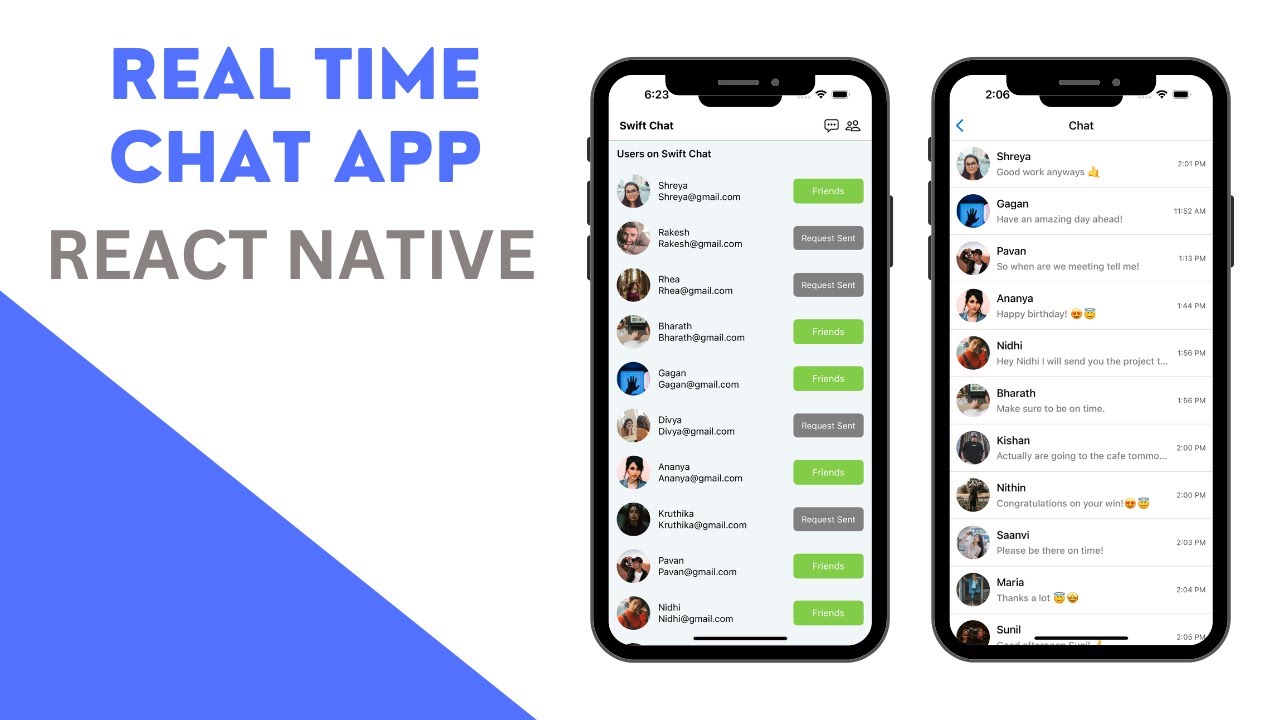 REAL TIME
CHAT APP
REACT NATIVE
6:23
Swift Chat
Users on Swift Chat
Shreya
Shreya@gmail.com
Friends
Rakesh
Rakesh@gmail.com
Request Sent
Rhea
Rhea@gmail.com
Request Sent
Bharath
Bharath@gmail.com
Friends
Gagan
Gagan@gmail.com
Friends
Divya
Divya@gmail.com
Request Sent
Ananya
Ananya@gmail.com
Friends
Kruthika
Kruthika@gmail.com
Request Sent
Pavan
Pavan@gmail.com
Friends
Nidhi
Nidhi@gmail.com
Friends
2:06
Chat
Shreya
Good work anyways 🤙 2:01 PM
Gagan
Have an amazing day ahead! 11:52 AM
Pavan
So when are we meeting tell me! 1:13 PM
Ananya
Happy birthday! 😍😇 1:44 PM
Nidhi
Hey Nidhi I will send you the project t... 1:56 PM
Bharath
Make sure to be on time. 1:56 PM
Kishan
Actually are going to the cafe tommo... 2:00 PM
Nithin
Congratulations on your win!😍😇 2:00 PM
Saanvi
Please be there on time! 2:03 PM
Maria
Thanks a lot 😇🤩 2:04 PM
Sunil
Good afternoon Sunil 2:05 PM